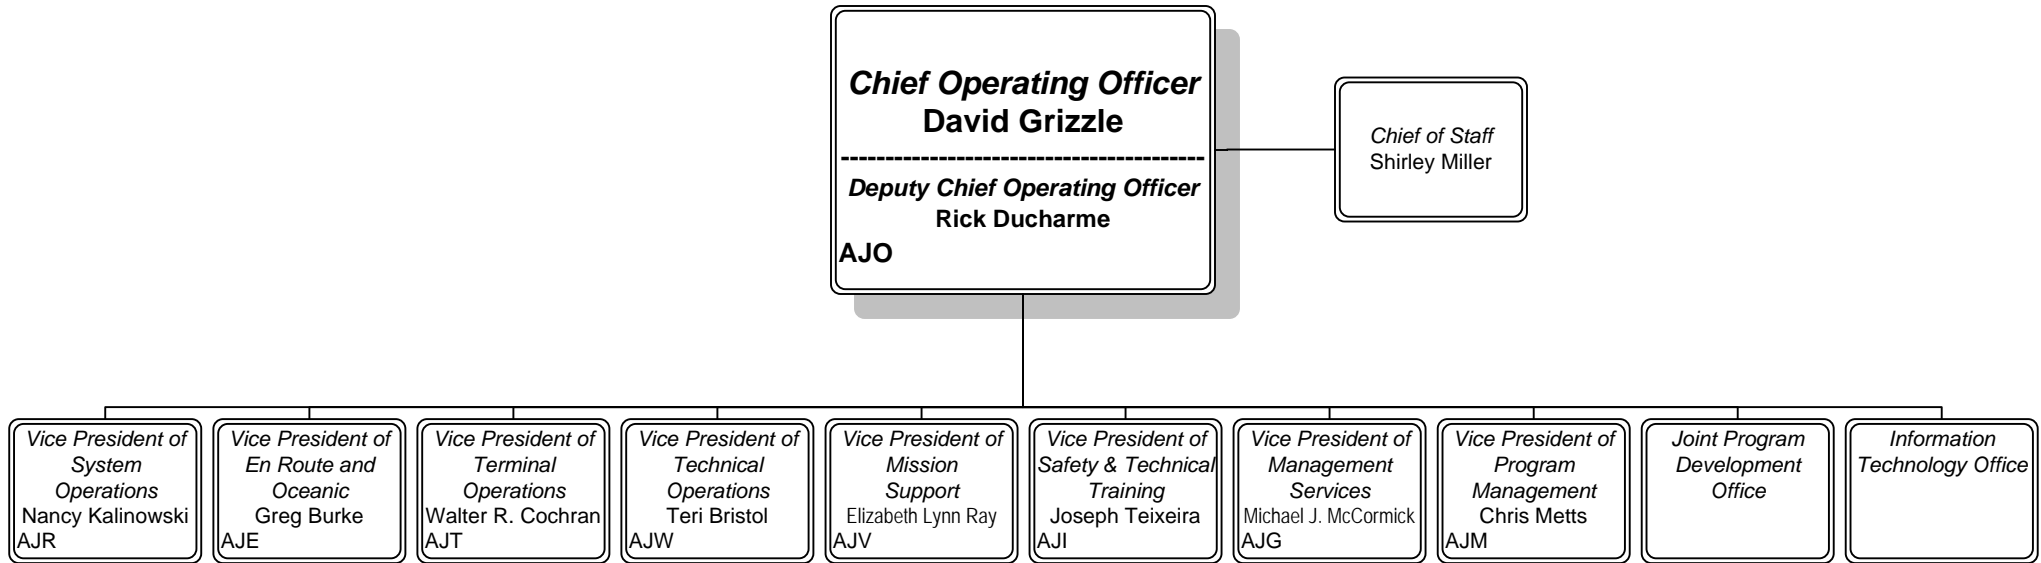 Chief Operating Officer
David Grizzle
-----------------------------------------
Deputy Chief Operating Officer
Rick Ducharme
AJO
Chief of Staff
Shirley Miller
Vice President of
System
Operations
Nancy Kalinowski
AJR
Vice President of
En Route and
Oceanic
Greg Burke
AJE
Vice President of
Terminal
Operations
Walter R. Cochran
AJT
Vice President of
Technical
Operations
Teri Bristol
AJW
Vice President of
Mission
Support
Elizabeth Lynn Ray
AJV
Vice President of
Safety & Technical
Training
Joseph Teixeira
AJI
Vice President of
Management
Services
Michael J. McCormick
AJG
Vice President of
Program
Management
Chris Metts
AJM
Joint Program
Development
Office
Information
Technology Office